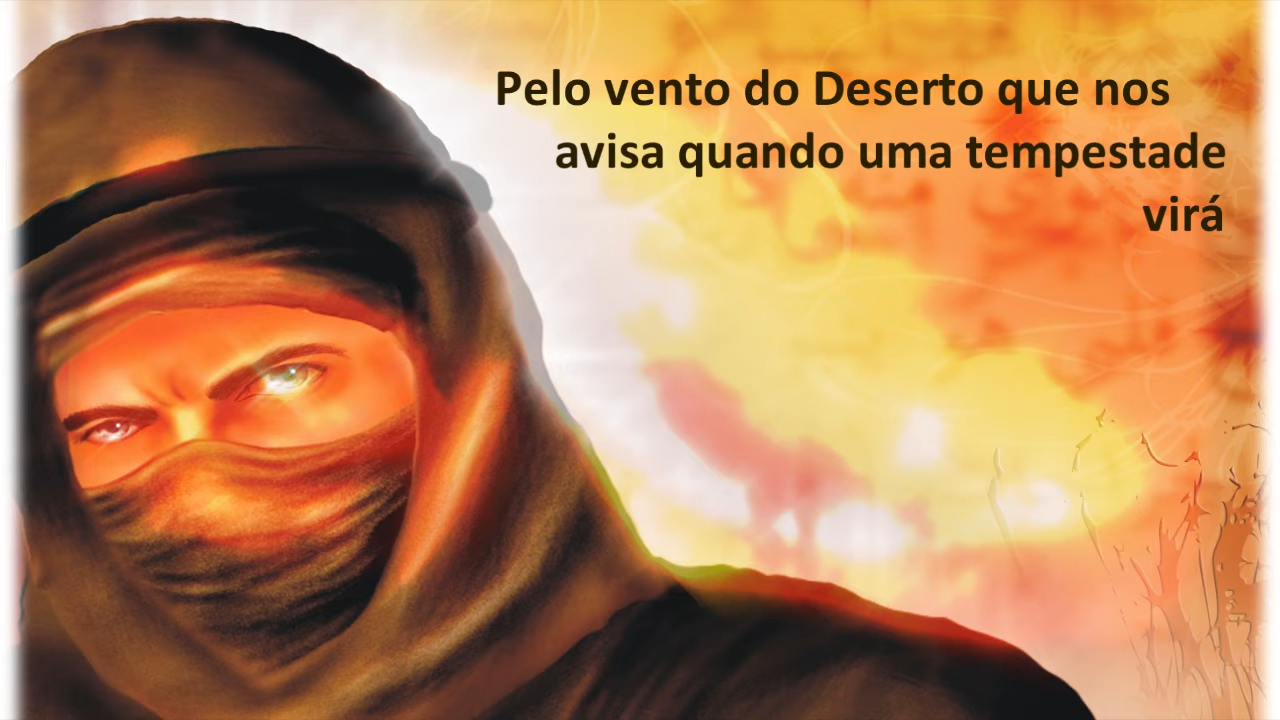 Pelo vento do Deserto que nos
avisa quando uma tempestade
virá